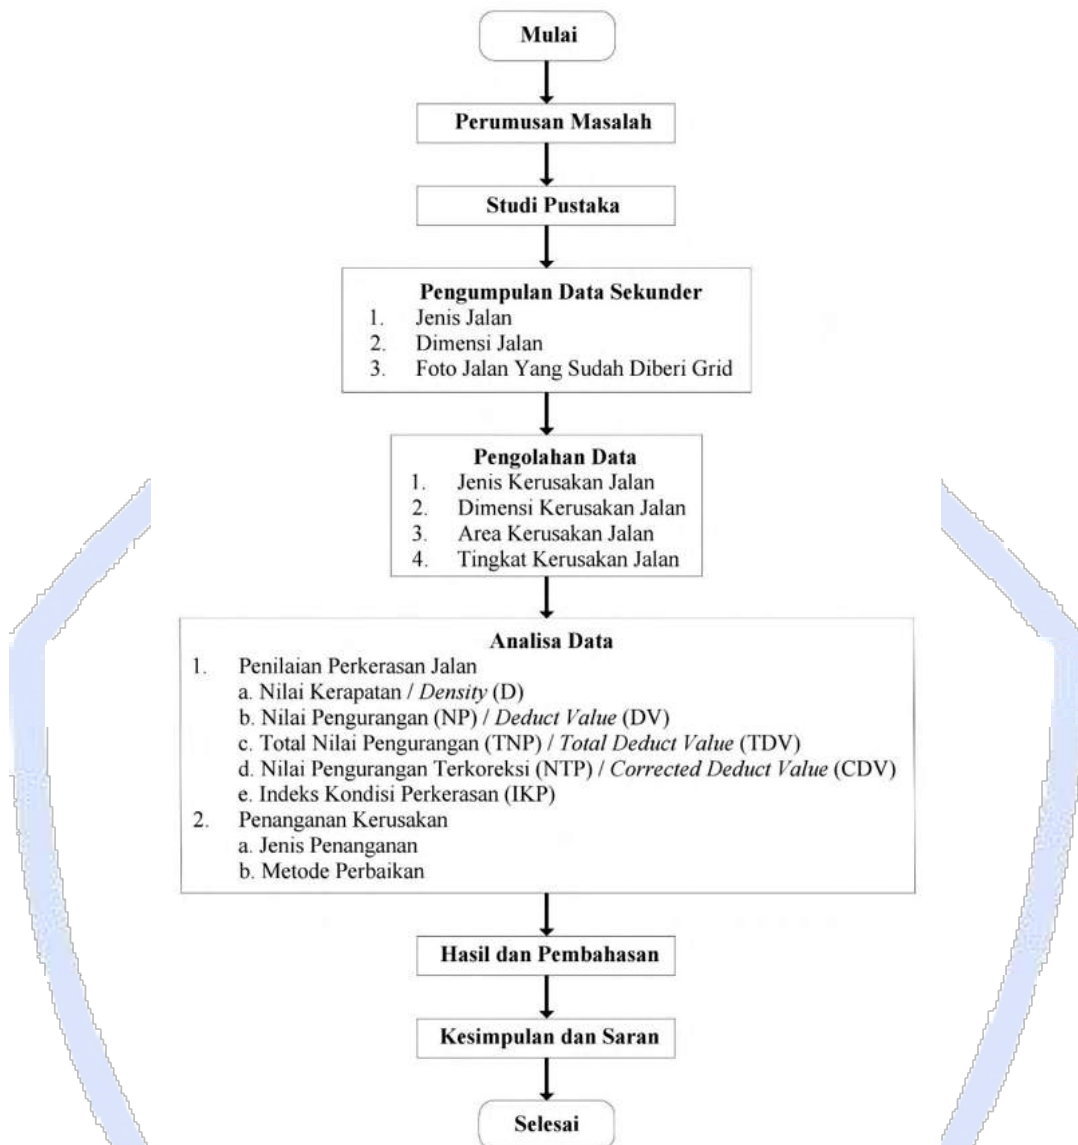 Mulai
Perumusan Masalah
Studi Pustaka
Pengumpulan Data Sekunder
1. Jenis Jalan
2. Dimensi Jalan
3. Foto Jalan Yang Sudah Diberi Grid
Pengolahan Data
1. Jenis Kerusakan Jalan
2. Dimensi Kerusakan Jalan
3. Area Kerusakan Jalan
4. Tingkat Kerusakan Jalan
Analisa Data
1. Penilaian Perkerasan Jalan
a. Nilai Kerapatan / Density (D)
b. Nilai Pengurangan (NP) / Deduct Value (DV)
c. Total Nilai Pengurangan (TNP) / Total Deduct Value (TDV)
d. Nilai Pengurangan Terkoreksi (NTP) / Corrected Deduct Value (CDV)
e. Indeks Kondisi Perkerasan (IKP)
2. Penanganan Kerusakan
a. Jenis Penanganan
b. Metode Perbaikan
Hasil dan Pembahasan
Kesimpulan dan Saran
Selesai